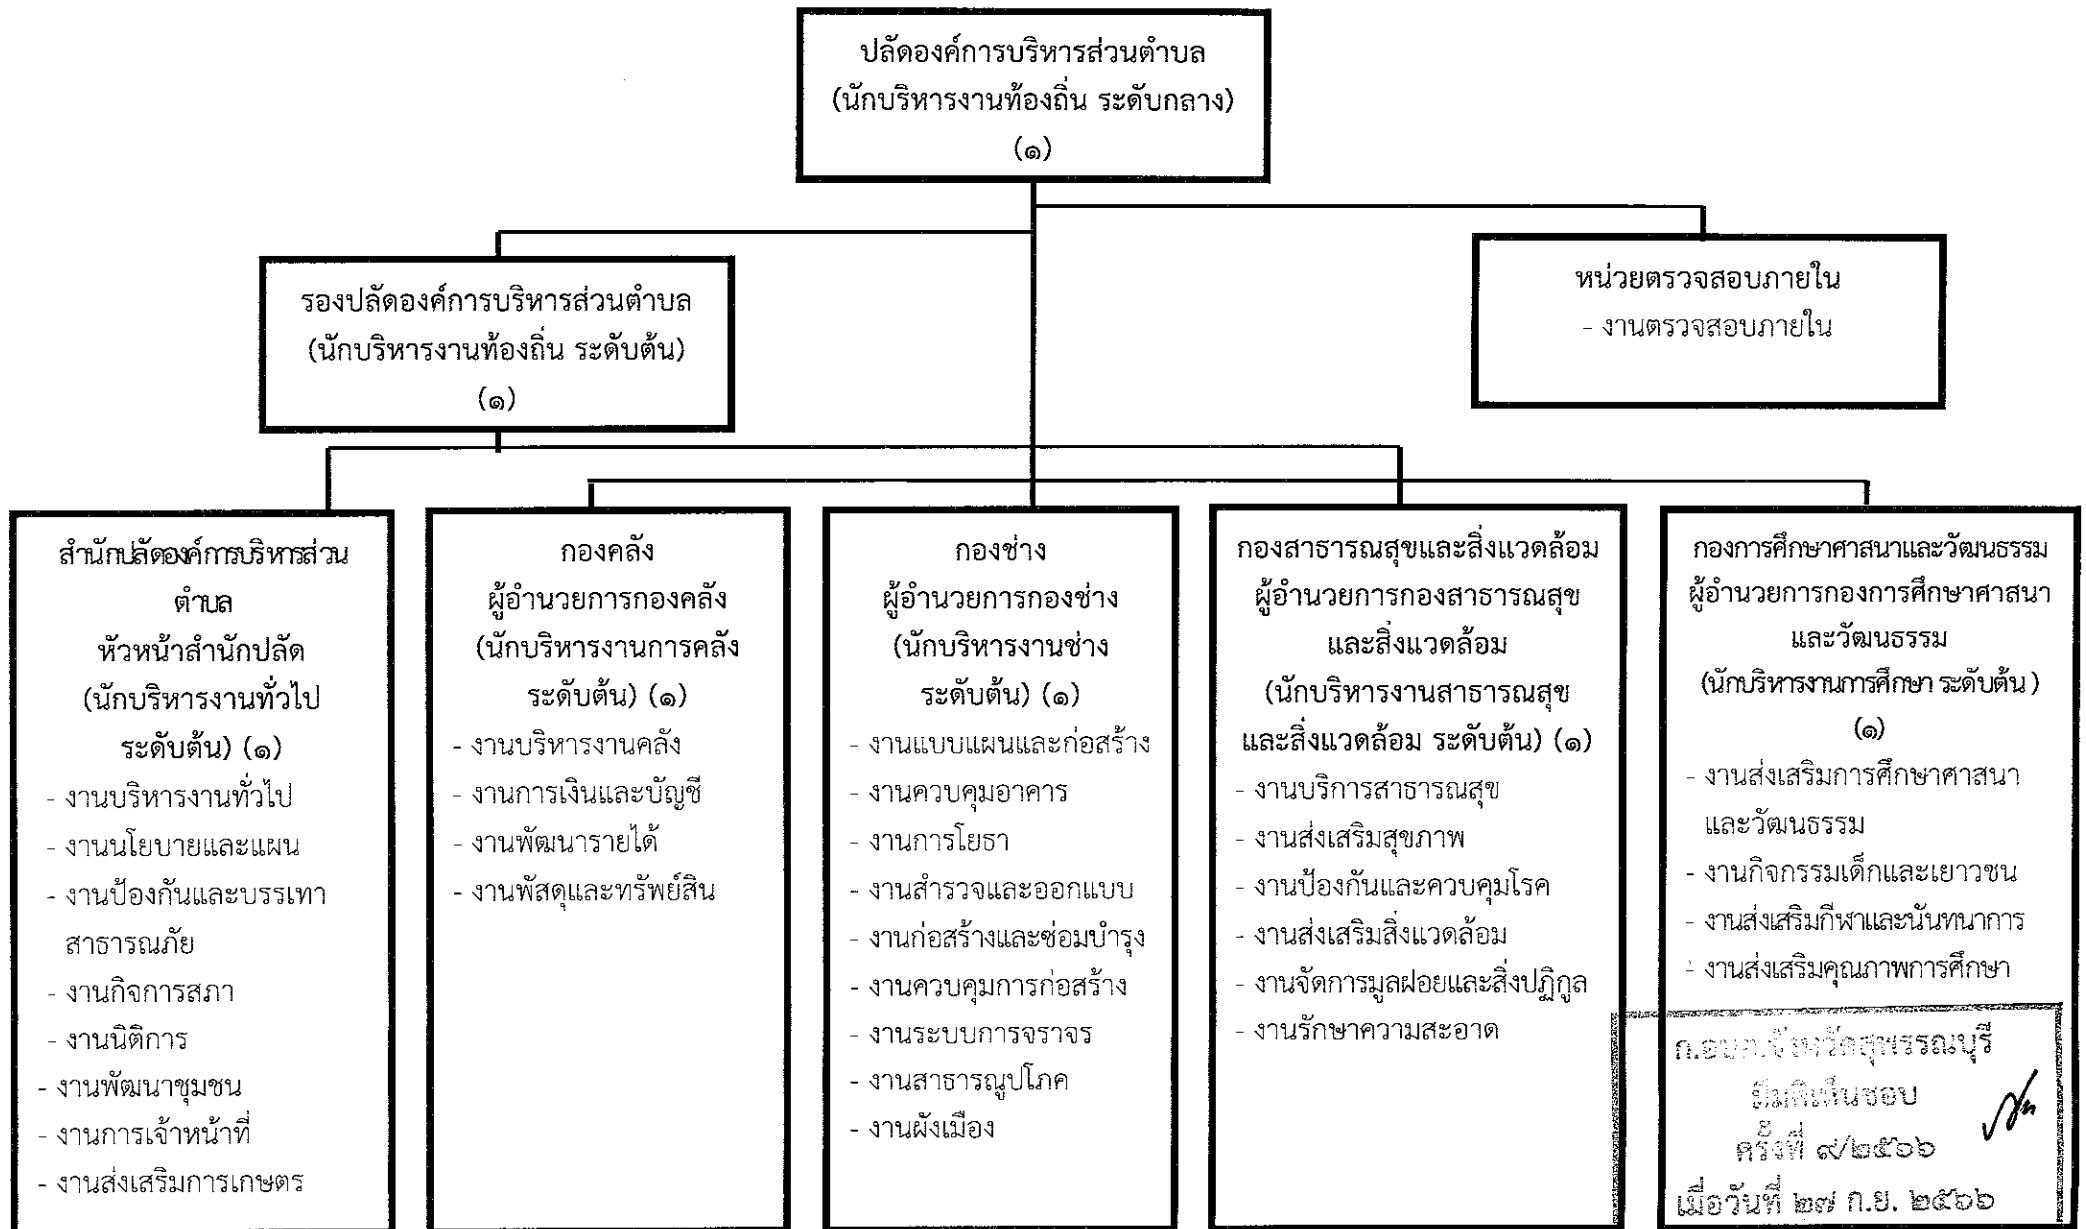 ปลัดองค์การบริหารส่วนตำบล
(นักบริหารงานท้องถิ่น ระดับกลาง)
(๑)
รองปลัดองค์การบริหารส่วนตำบล
(นักบริหารงานท้องถิ่น ระดับต้น)
(๑)
หน่วยตรวจสอบภายใน
- งานตรวจสอบภายใน
สำนักปลัดองค์การบริหารส่วน
ตำบล
หัวหน้าสำนักปลัด
(นักบริหารงานทั่วไป
ระดับต้น) (๑)
- งานบริหารงานทั่วไป
- งานนโยบายและแผน
- งานป้องกันและบรรเทา
สาธารณภัย
- งานกิจการสภา
- งานนิติการ
- งานพัฒนาชุมชน
- งานการเจ้าหน้าที่
- งานส่งเสริมการเกษตร
กองคลัง
ผู้อำนวยการกองคลัง
(นักบริหารงานการคลัง
ระดับต้น) (๑)
- งานบริหารงานคลัง
- งานการเงินและบัญชี
- งานพัฒนารายได้
- งานพัสดุและทรัพย์สิน
กองช่าง
ผู้อำนวยการกองช่าง
(นักบริหารงานช่าง
ระดับต้น) (๑)
- งานแบบแผนและก่อสร้าง
- งานควบคุมอาคาร
- งานการโยธา
- งานสำรวจและออกแบบ
- งานก่อสร้างและซ่อมบำรุง
- งานควบคุมการก่อสร้าง
- งานระบบการจราจร
- งานสาธารณูปโภค
- งานผังเมือง
กองสาธารณสุขและสิ่งแวดล้อม
ผู้อำนวยการกองสาธารณสุข
และสิ่งแวดล้อม
(นักบริหารงานสาธารณสุข
และสิ่งแวดล้อม ระดับต้น) (๑)
- งานบริการสาธารณสุข
- งานส่งเสริมสุขภาพ
- งานป้องกันและควบคุมโรค
- งานส่งเสริมสิ่งแวดล้อม
- งานจัดการมูลฝอยและสิ่งปฏิกูล
- งานรักษาความสะอาด
กองการศึกษาศาสนาและวัฒนธรรม
ผู้อำนวยการกองการศึกษาศาสนา
และวัฒนธรรม
(นักบริหารงานการศึกษา ระดับต้น )
(๑)
- งานส่งเสริมการศึกษาศาสนา
และวัฒนธรรม
- งานกิจกรรมเด็กและเยาวชน
- งานส่งเสริมกีฬาและนันทนาการ
- งานส่งเสริมคุณภาพการศึกษา
ก.อบต.จังหวัดสุพรรณบุรี
มีมติเห็นชอบ
ครั้งที่ ๙/๒๕๖๖
เมื่อวันที่ ๒๗ ก.ย. ๒๕๖๖